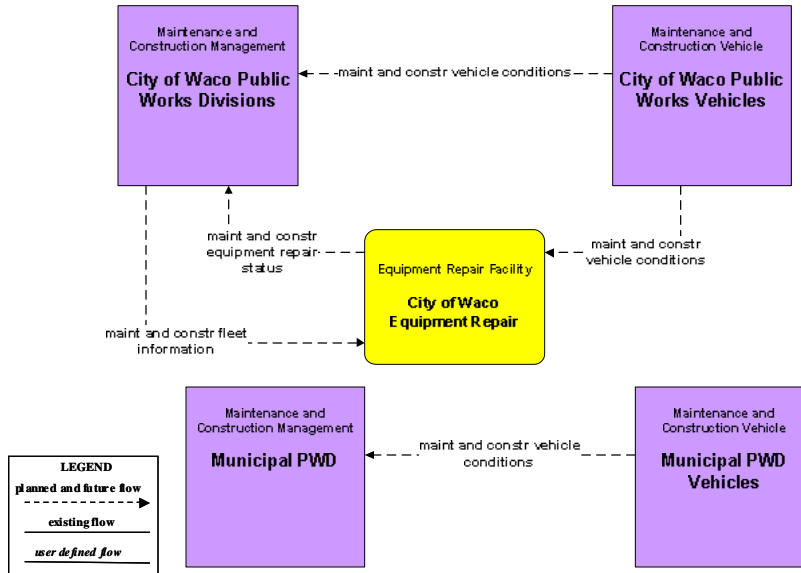 Maintenance and
Construction Management
City of Waco Public
Works Divisions
maint and constr vehicle conditions
Maintenance and
Construction Vehicle
City of Waco Public
Works Vehicles
maint and constr
equipment repair
status
Equipment Repair Facility
City of Waco
Equipment Repair
maint and constr
vehicle conditions
maint and constr fleet
information
Maintenance and
Construction Management
Municipal PWD
maint and constr vehicle
conditions
Maintenance and
Construction Vehicle
Municipal PWD
Vehicles
LEGEND
planned and future flow
existing flow
user defined flow